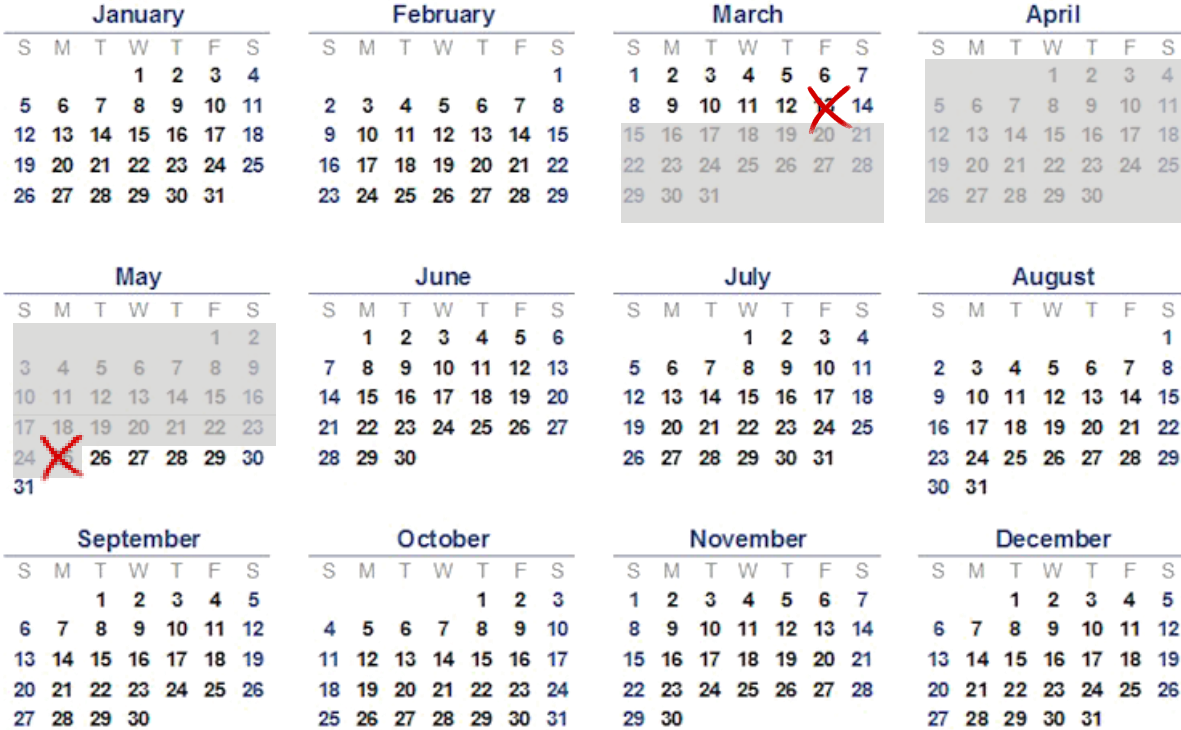 January
S M T W T F S
1 2 3 4
5 6 7 8 9 10 11
12 13 14 15 16 17 18
19 20 21 22 23 24 25
26 27 28 29 30 31
February
S M T W T F S
1
2 3 4 5 6 7 8
9 10 11 12 13 14 15
16 17 18 19 20 21 22
23 24 25 26 27 28 29
March
S M T W T F S
1 2 3 4 5 6 7
8 9 10 11 12 14
15 16 17 18 19 20 21
22 23 24 25 26 27 28
29 30 31
April
S M T W T F S
1 2 3 4
5 6 7 8 9 10 11
12 13 14 15 16 17 18
19 20 21 22 23 24 25
26 27 28 29 30
May
S M T W T F S
1 2
3 4 5 6 7 8 9
10 11 12 13 14 15 16
17 18 19 20 21 22 23
24 26 27 28 29 30
31
June
S M T W T F S
1 2 3 4 5 6
7 8 9 10 11 12 13
14 15 16 17 18 19 20
21 22 23 24 25 26 27
28 29 30
July
S M T W T F S
1 2 3 4
5 6 7 8 9 10 11
12 13 14 15 16 17 18
19 20 21 22 23 24 25
26 27 28 29 30 31
August
S M T W T F S
1
2 3 4 5 6 7 8
9 10 11 12 13 14 15
16 17 18 19 20 21 22
23 24 25 26 27 28 29
30 31
September
S M T W T F S
1 2 3 4 5
6 7 8 9 10 11 12
13 14 15 16 17 18 19
20 21 22 23 24 25 26
27 28 29 30
October
S M T W T F S
1 2 3
4 5 6 7 8 9 10
11 12 13 14 15 16 17
18 19 20 21 22 23 24
25 26 27 28 29 30 31
November
S M T W T F S
1 2 3 4 5 6 7
8 9 10 11 12 13 14
15 16 17 18 19 20 21
22 23 24 25 26 27 28
29 30
December
S M T W T F S
1 2 3 4 5
6 7 8 9 10 11 12
13 14 15 16 17 18 19
20 21 22 23 24 25 26
27 28 29 30 31